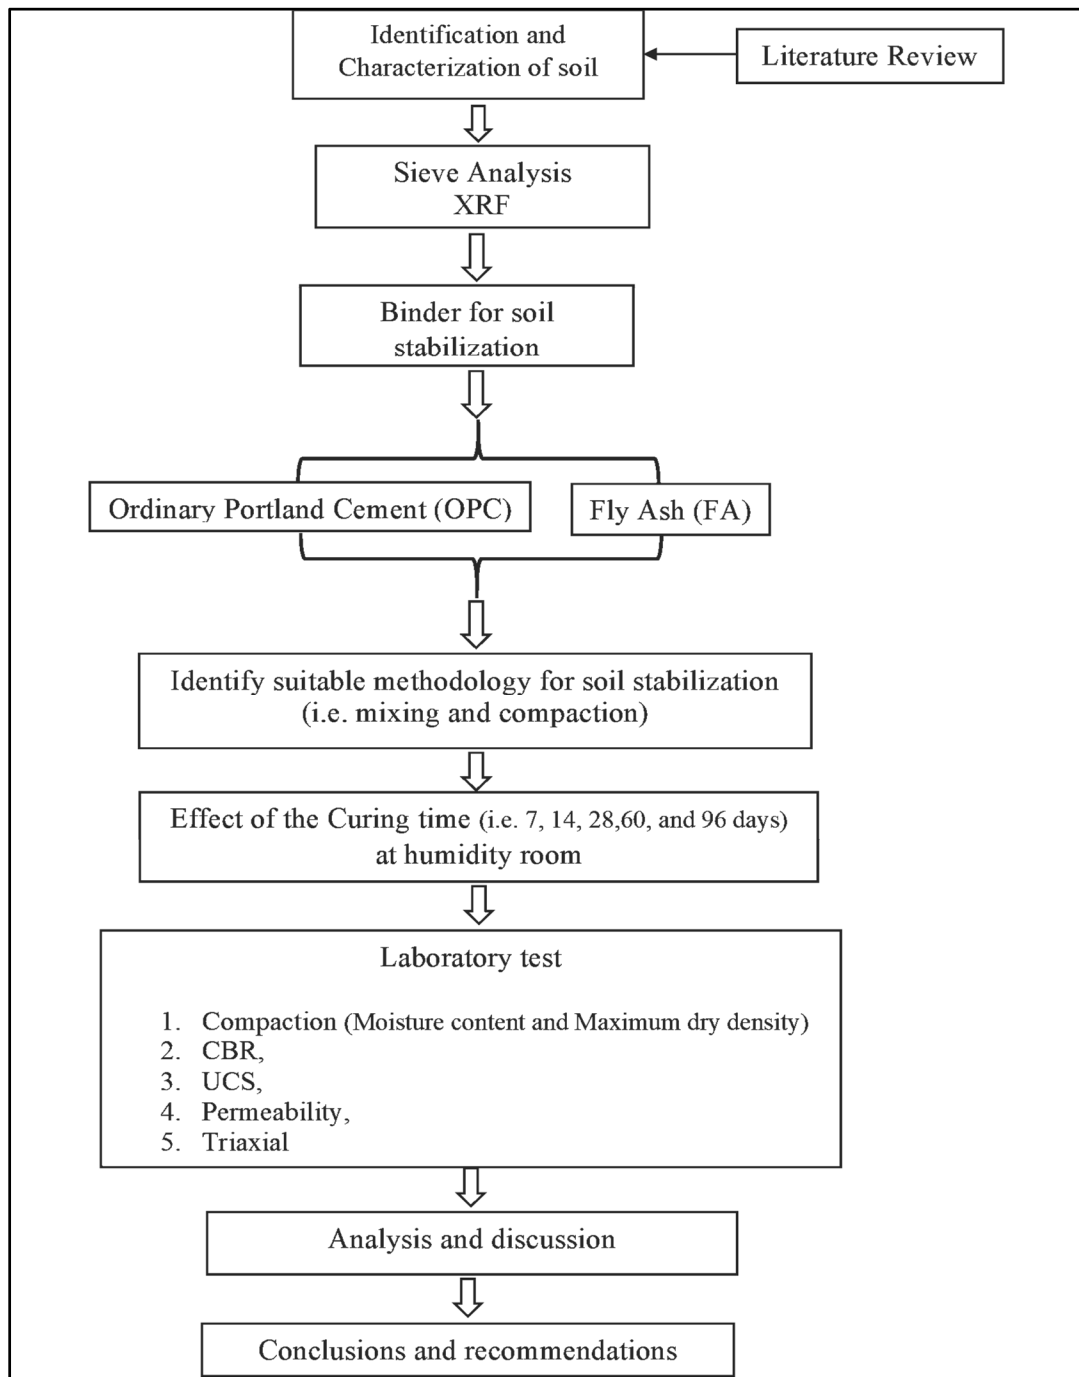 Identification and
Characterization of soil
Literature Review
Sieve Analysis
XRF
Binder for soil
stabilization
Ordinary Portland Cement (OPC)
Fly Ash (FA)
Identify suitable methodology for soil stabilization
(i.e. mixing and compaction)
Effect of the Curing time (i.e. 7, 14, 28,60, and 96 days)
at humidity room
Laboratory test
1. Compaction (Moisture content and Maximum dry density)
2. CBR,
3. UCS,
4. Permeability,
5. Triaxial
Analysis and discussion
Conclusions and recommendations